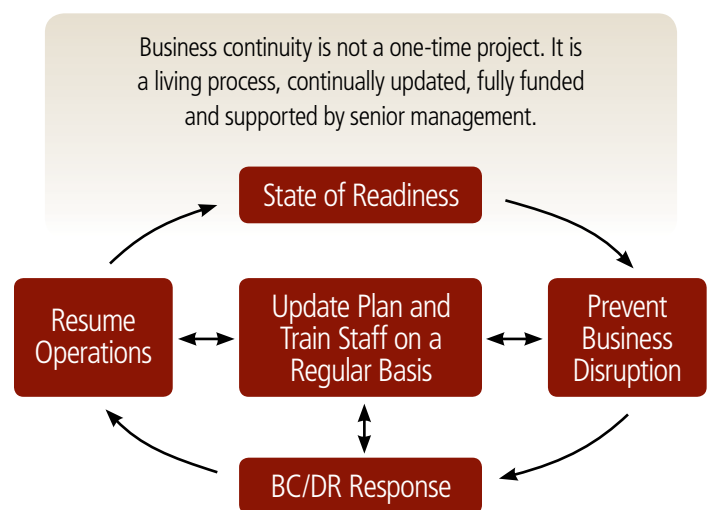 Business continuity is not a one-time project. It is
a living process, continually updated, fully funded
and supported by senior management.
State of Readiness
Resume
Operations
Update Plan and
Train Staff on a
Regular Basis
Prevent
Business
Disruption
BC/DR Response